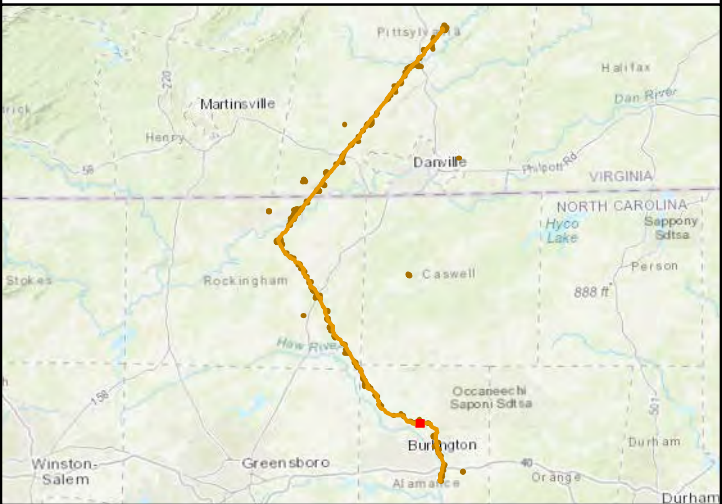 Pittsylvania
Halifax
220
Martinsville
Dan River
Henry
58
Danville
Philpott Rd
VIRGINIA
NORTH CAROLINA
Hyco
Lake
Sappony
Sdtsa
Person
Stokes
Rockingham
Caswell
888 ft
Haw River
158
Occaneechi
Saponi Sdtsa
501
Burlington
Durham
Winston-
Salem
Greensboro
40
Orange
Alamance
Durham